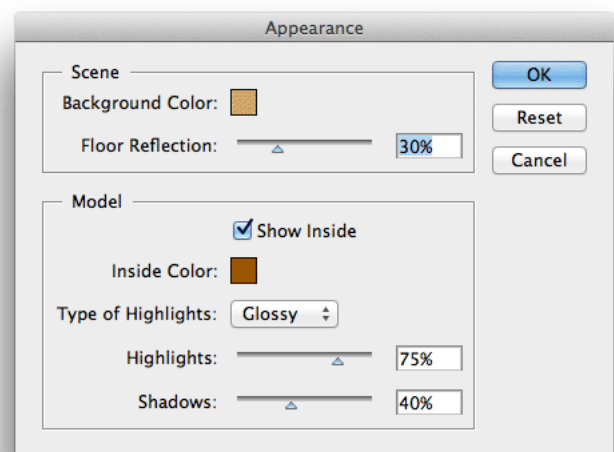 Appearance
Scene
Background Color:
Floor Reflection: 30%
OK
Reset
Cancel
Model
Show Inside
Inside Color:
Type of Highlights: Glossy
Highlights: 75%
Shadows: 40%